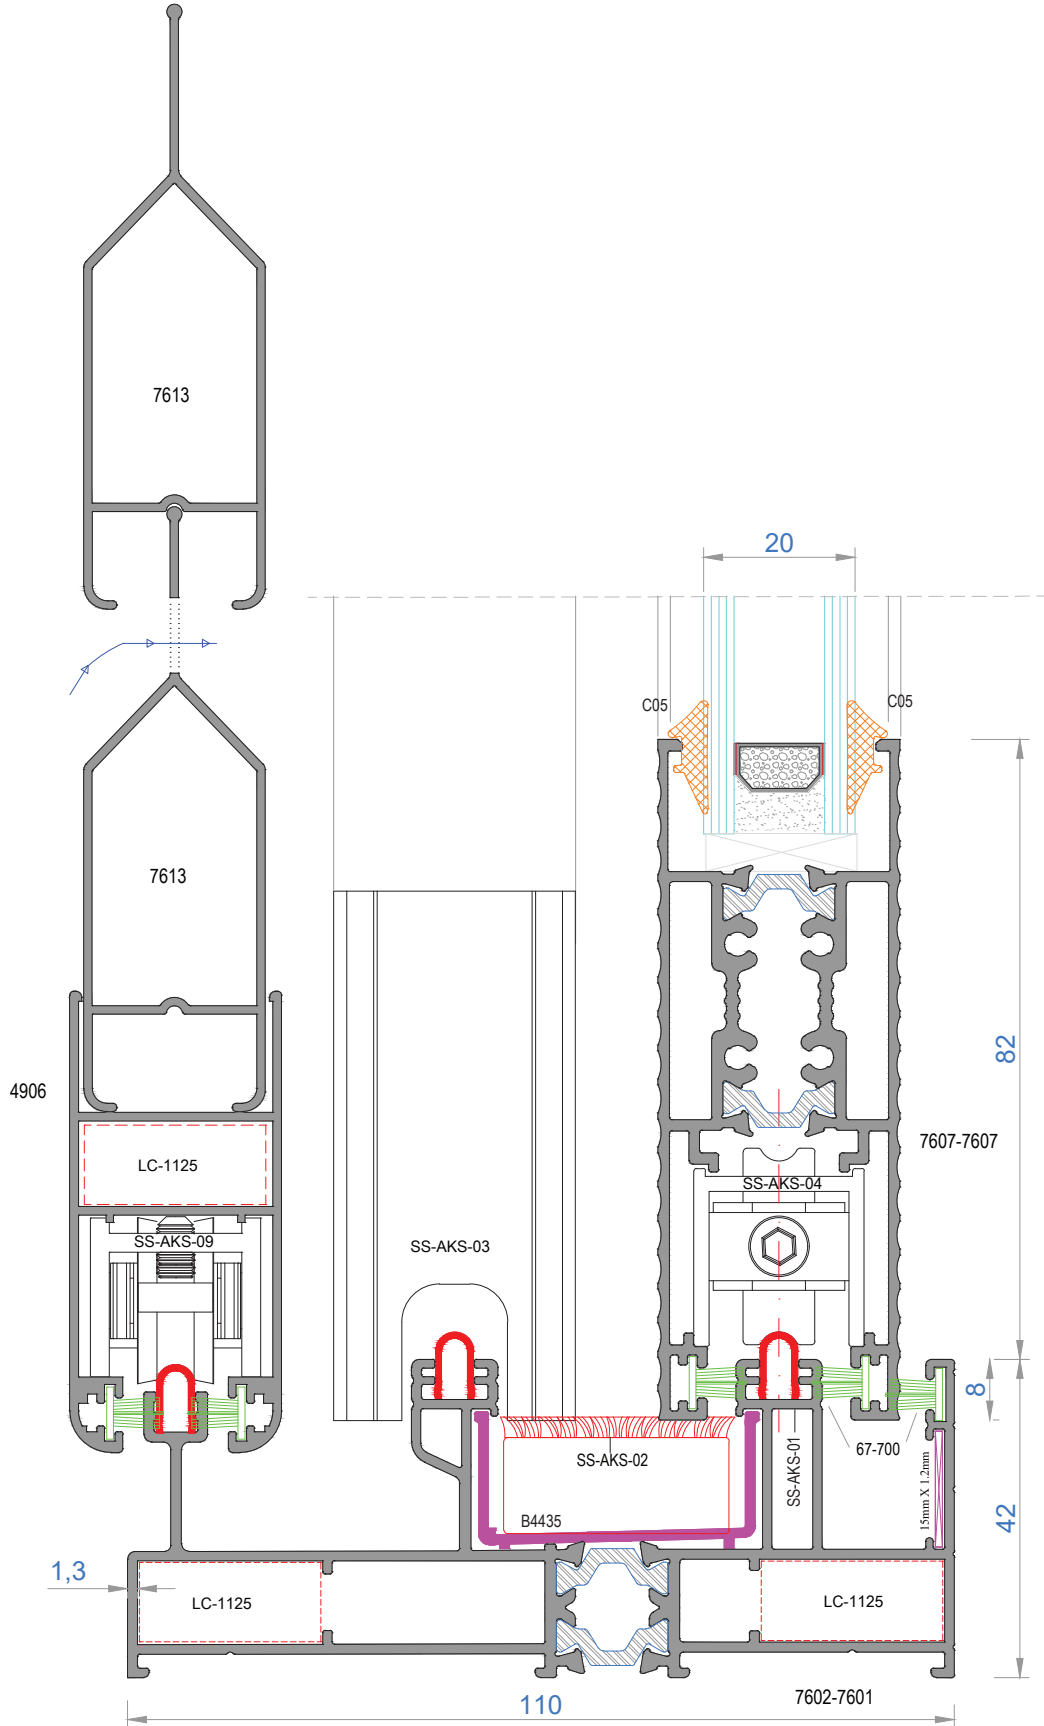 7613
20
C05
C05
7613
82
4906
7607-7607
LC-1125
SS-AKS-04
SS-AKS-09
SS-AKS-03
8
67-700
SS-AKS-02
SS-AKS-01
15mm X 1.2mm
B4435
42
1,3
LC-1125
LC-1125
110
7602-7601